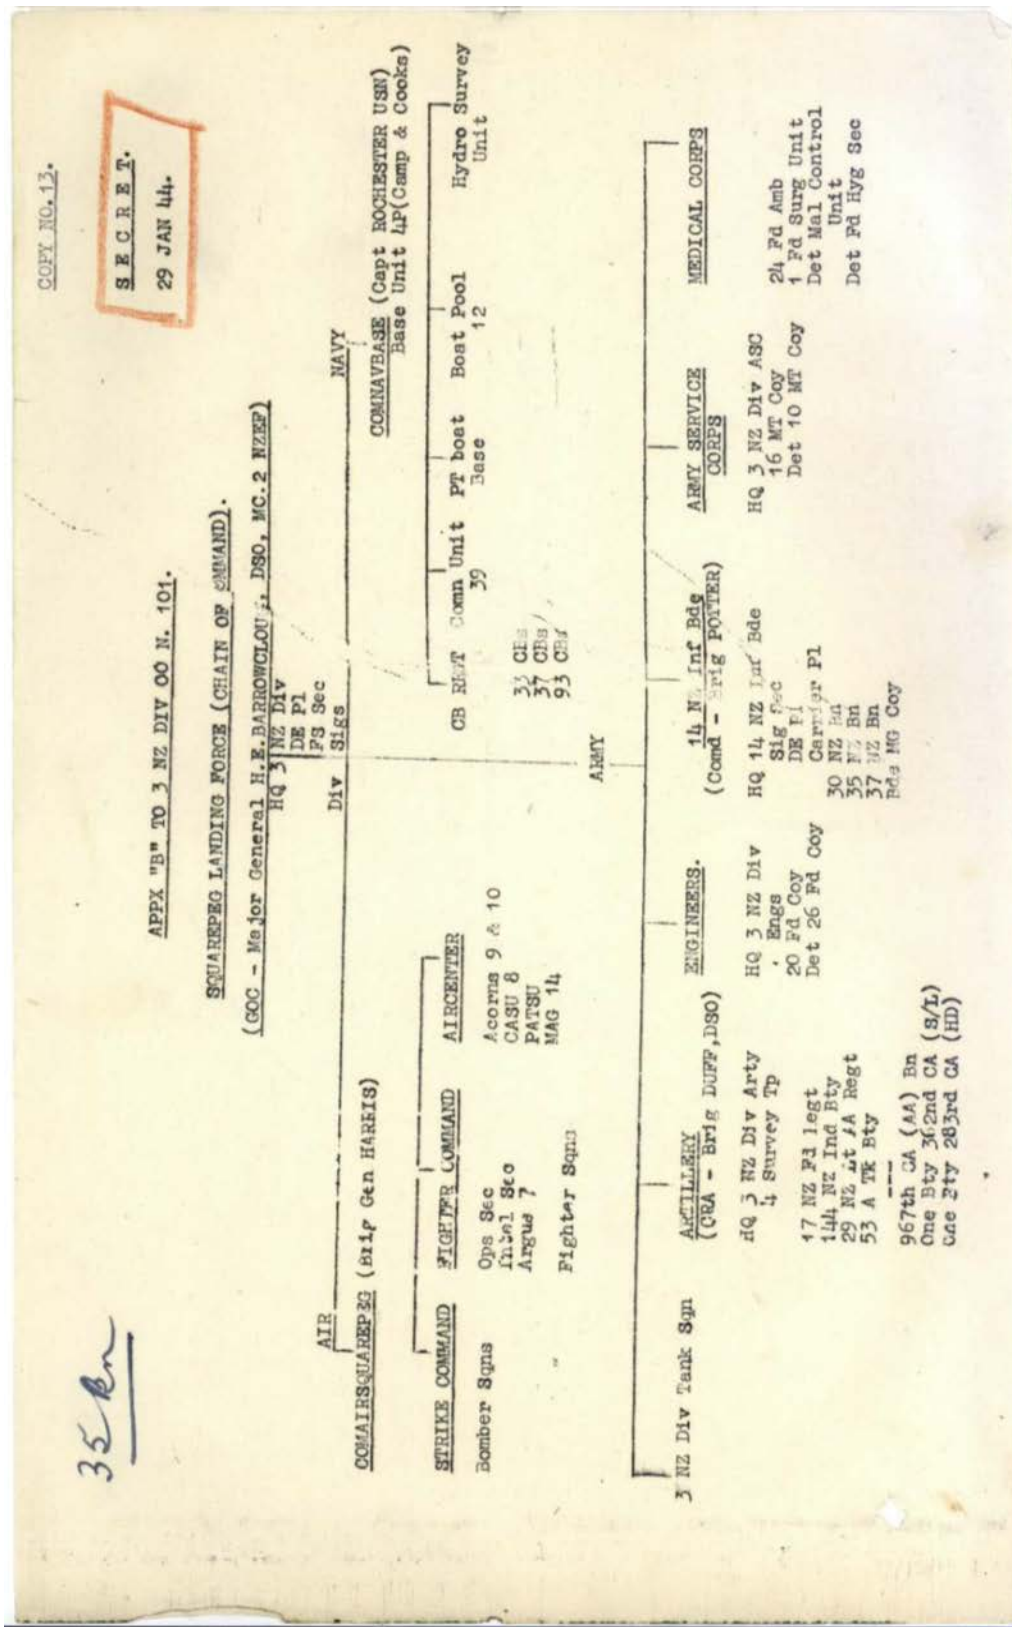 35 Bn
COPY NO.13.
SECRET.
29 JAN 44.
APPX "B" TO 3 NZ DIV OO N. 101.
SQUAREPEG LANDING FORCE (CHAIN OF OMMAND).
(GOC - Major General H.E.BARROWCLOU , DSO, MC.2 NZEF)
HQ 3 NZ Div
DE Pl
FS Sec
Div Sigs
AIR
NAVY
COMAIRSQUAREPEG (Brig Gen HARRIS)
COMNAVBASE (Capt ROCHESTER USN)
Base Unit 4P(Camp & Cooks)
STRIKE COMMAND
FIGHTER COMMAND
AIRCENTER
Bomber Sqns
Ops Sec
Intel Sec
Argus 7
Fighter Sqns
Acorns 9 & 10
CASU 8
PATSU
MAG 14
CB REGT
33 CBs
37 CBs
93 CBs
Comn Unit
39
PT boat
Base
Boat Pool
12
Hydro Survey
Unit
ARMY
3 NZ Div Tank Sqn
ARTILLERY
(CRA - Brig DUFF,DSO)
HQ 3 NZ Div Arty
4 Survey Tp
17 NZ Fd Regt
144 NZ Ind Bty
29 NZ Lt AA Regt
53 A Tk Bty
---
967th CA (AA) Bn
One Bty 362nd CA (S/L)
One Bty 283rd CA (HD)
ENGINEERS.
HQ 3 NZ Div
Engs
20 Fd Coy
Det 26 Fd Coy
14 NZ Inf Bde
(Comd - Brig POTTER)
HQ 14 NZ Inf Bde
Sig Sec
DE Pl
Carrier Pl
30 NZ Bn
35 NZ Bn
37 NZ Bn
Bde MG Coy
ARMY SERVICE
CORPS
HQ 3 NZ Div ASC
16 MT Coy
Det 10 MT Coy
MEDICAL CORPS
24 Fd Amb
1 Fd Surg Unit
Det Mal Control
Unit
Det Fd Hyg Sec